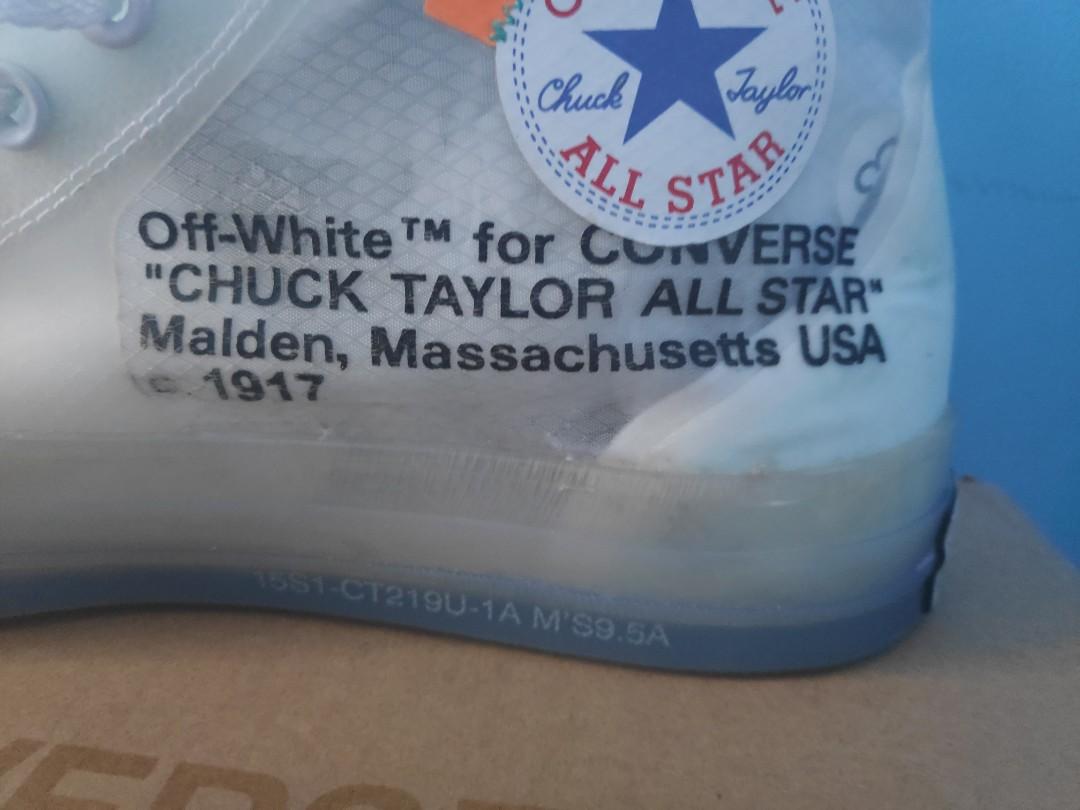 Chuck Taylor
ALL STAR
Off-White™ for CONVERSE
"CHUCK TAYLOR ALL STAR"
Malden, Massachusetts USA
(c. 1917
15S1-CT219U-1A M'S9.5A